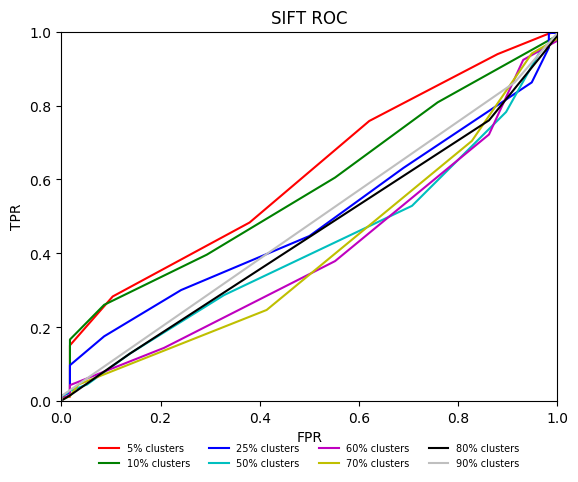 SIFT ROC
1.0
0.8
0.6
0.4
0.2
0.0
TPR
0.0 0.2 0.4 0.6 0.8 1.0
FPR
5% clusters 25% clusters 60% clusters 80% clusters
10% clusters 50% clusters 70% clusters 90% clusters